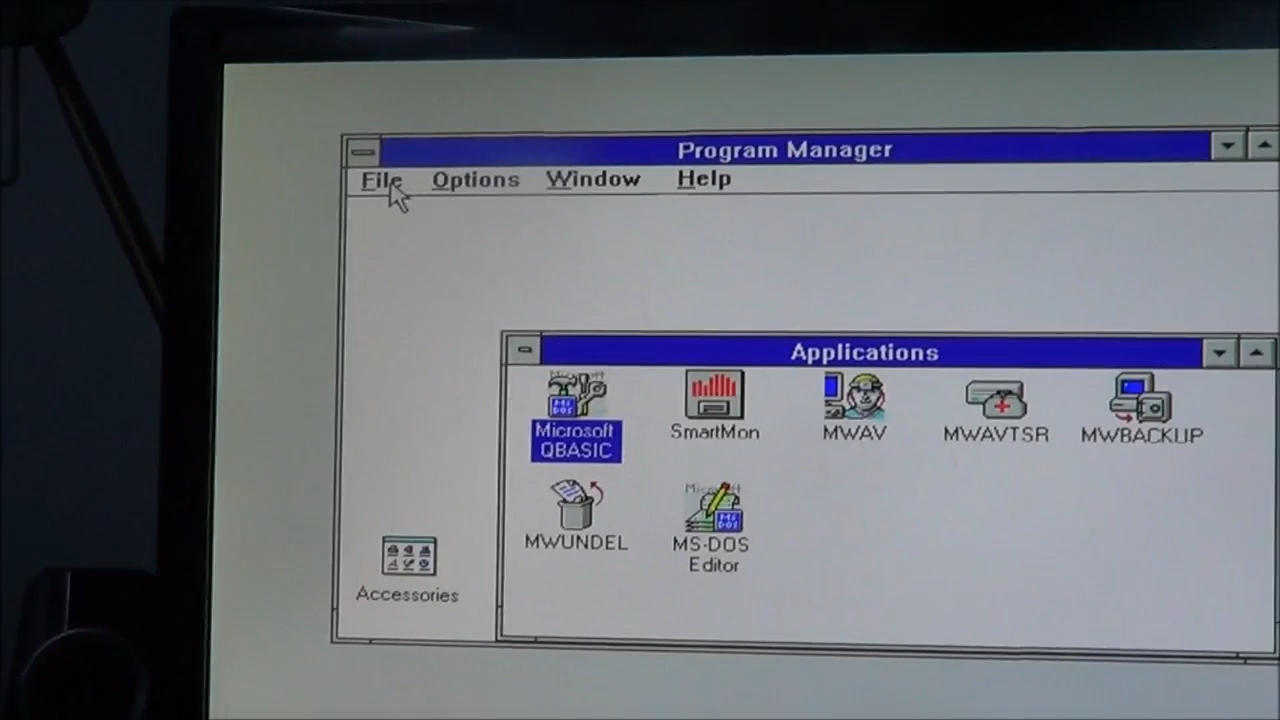 Program Manager
File Options Window Help
Applications
Microsoft
QBASIC
SmartMon
MWAV
MWAVTSR
MWBACKUP
MWUNDEL
MS-DOS
Editor
Accessories